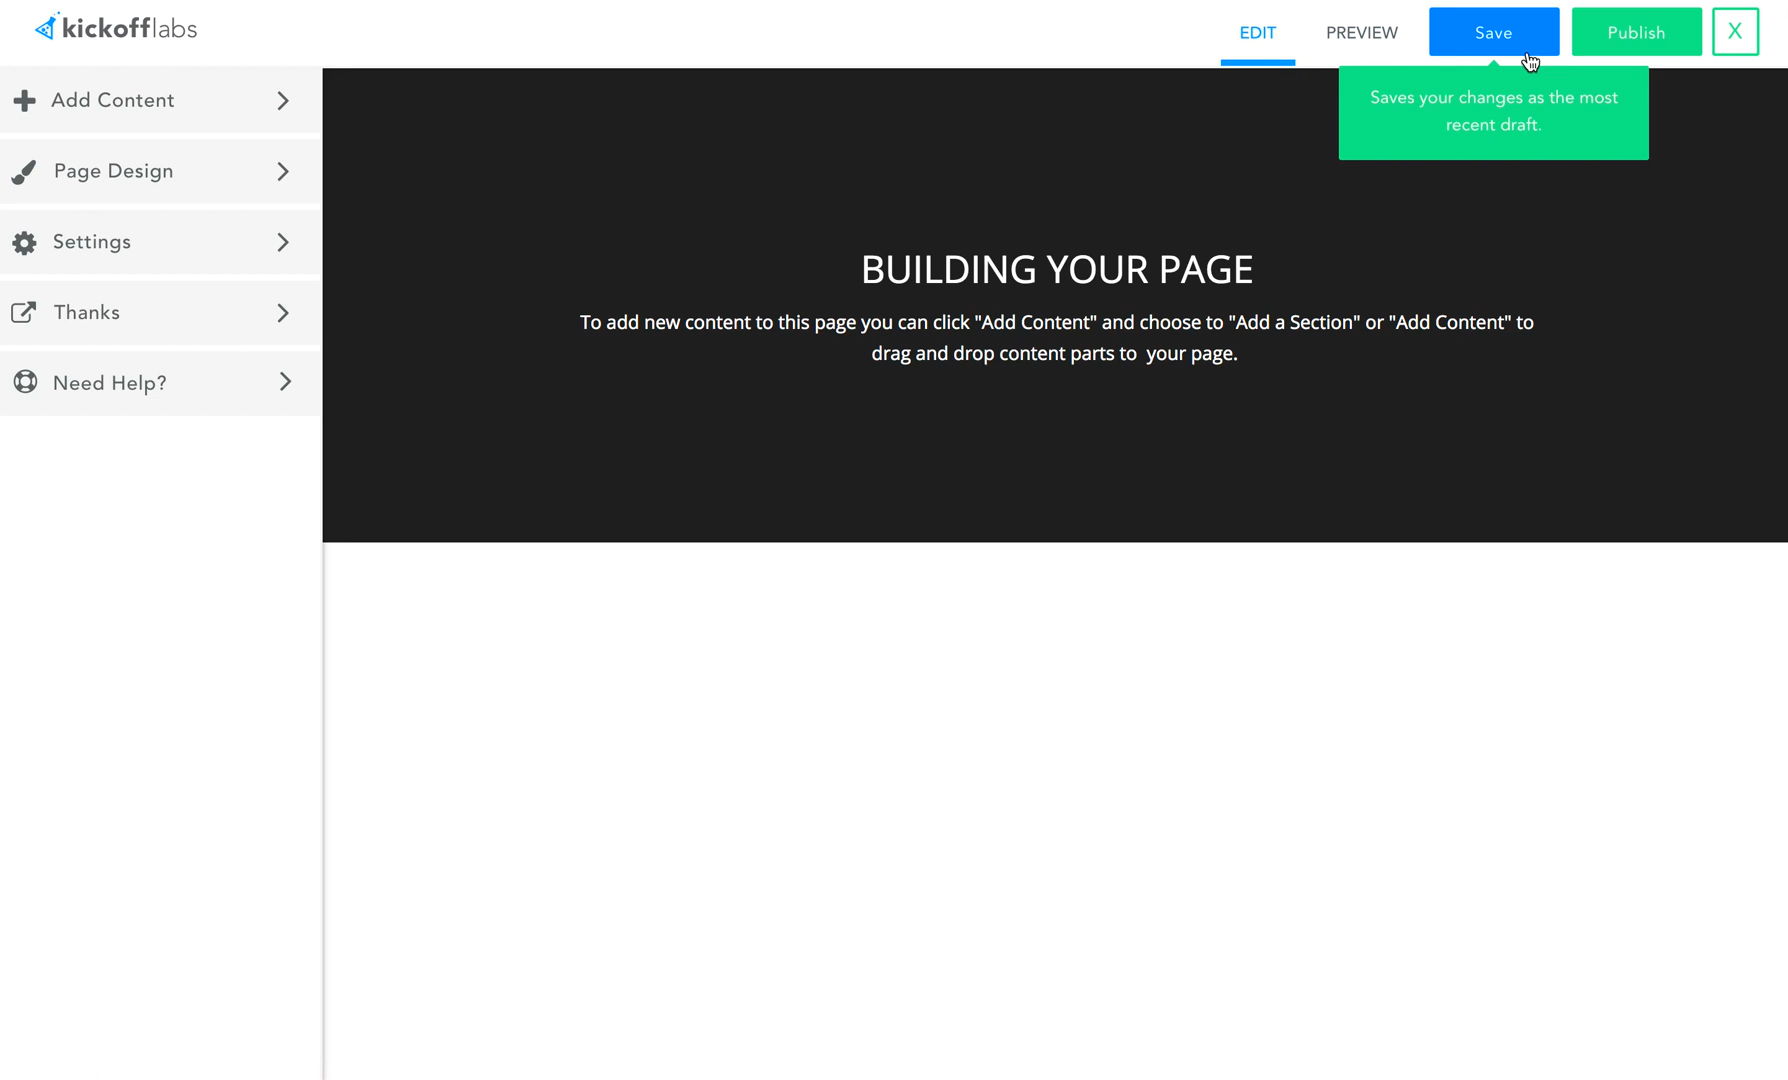 kickofflabs
EDIT
PREVIEW
Save
Publish
X
Saves your changes as the most
recent draft.
Add Content
Page Design
Settings
Thanks
Need Help?
BUILDING YOUR PAGE
To add new content to this page you can click "Add Content" and choose to "Add a Section" or "Add Content" to
drag and drop content parts to  your page.